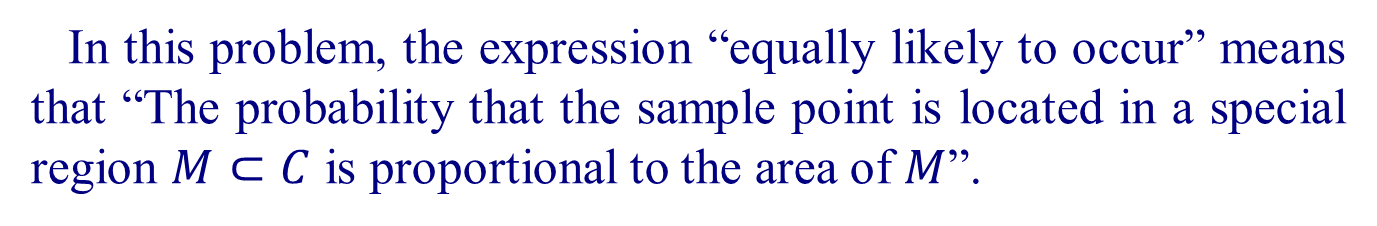 In this problem, the expression “equally likely to occur” means
that “The probability that the sample point is located in a special
region M ⊂ C is proportional to the area of M”.